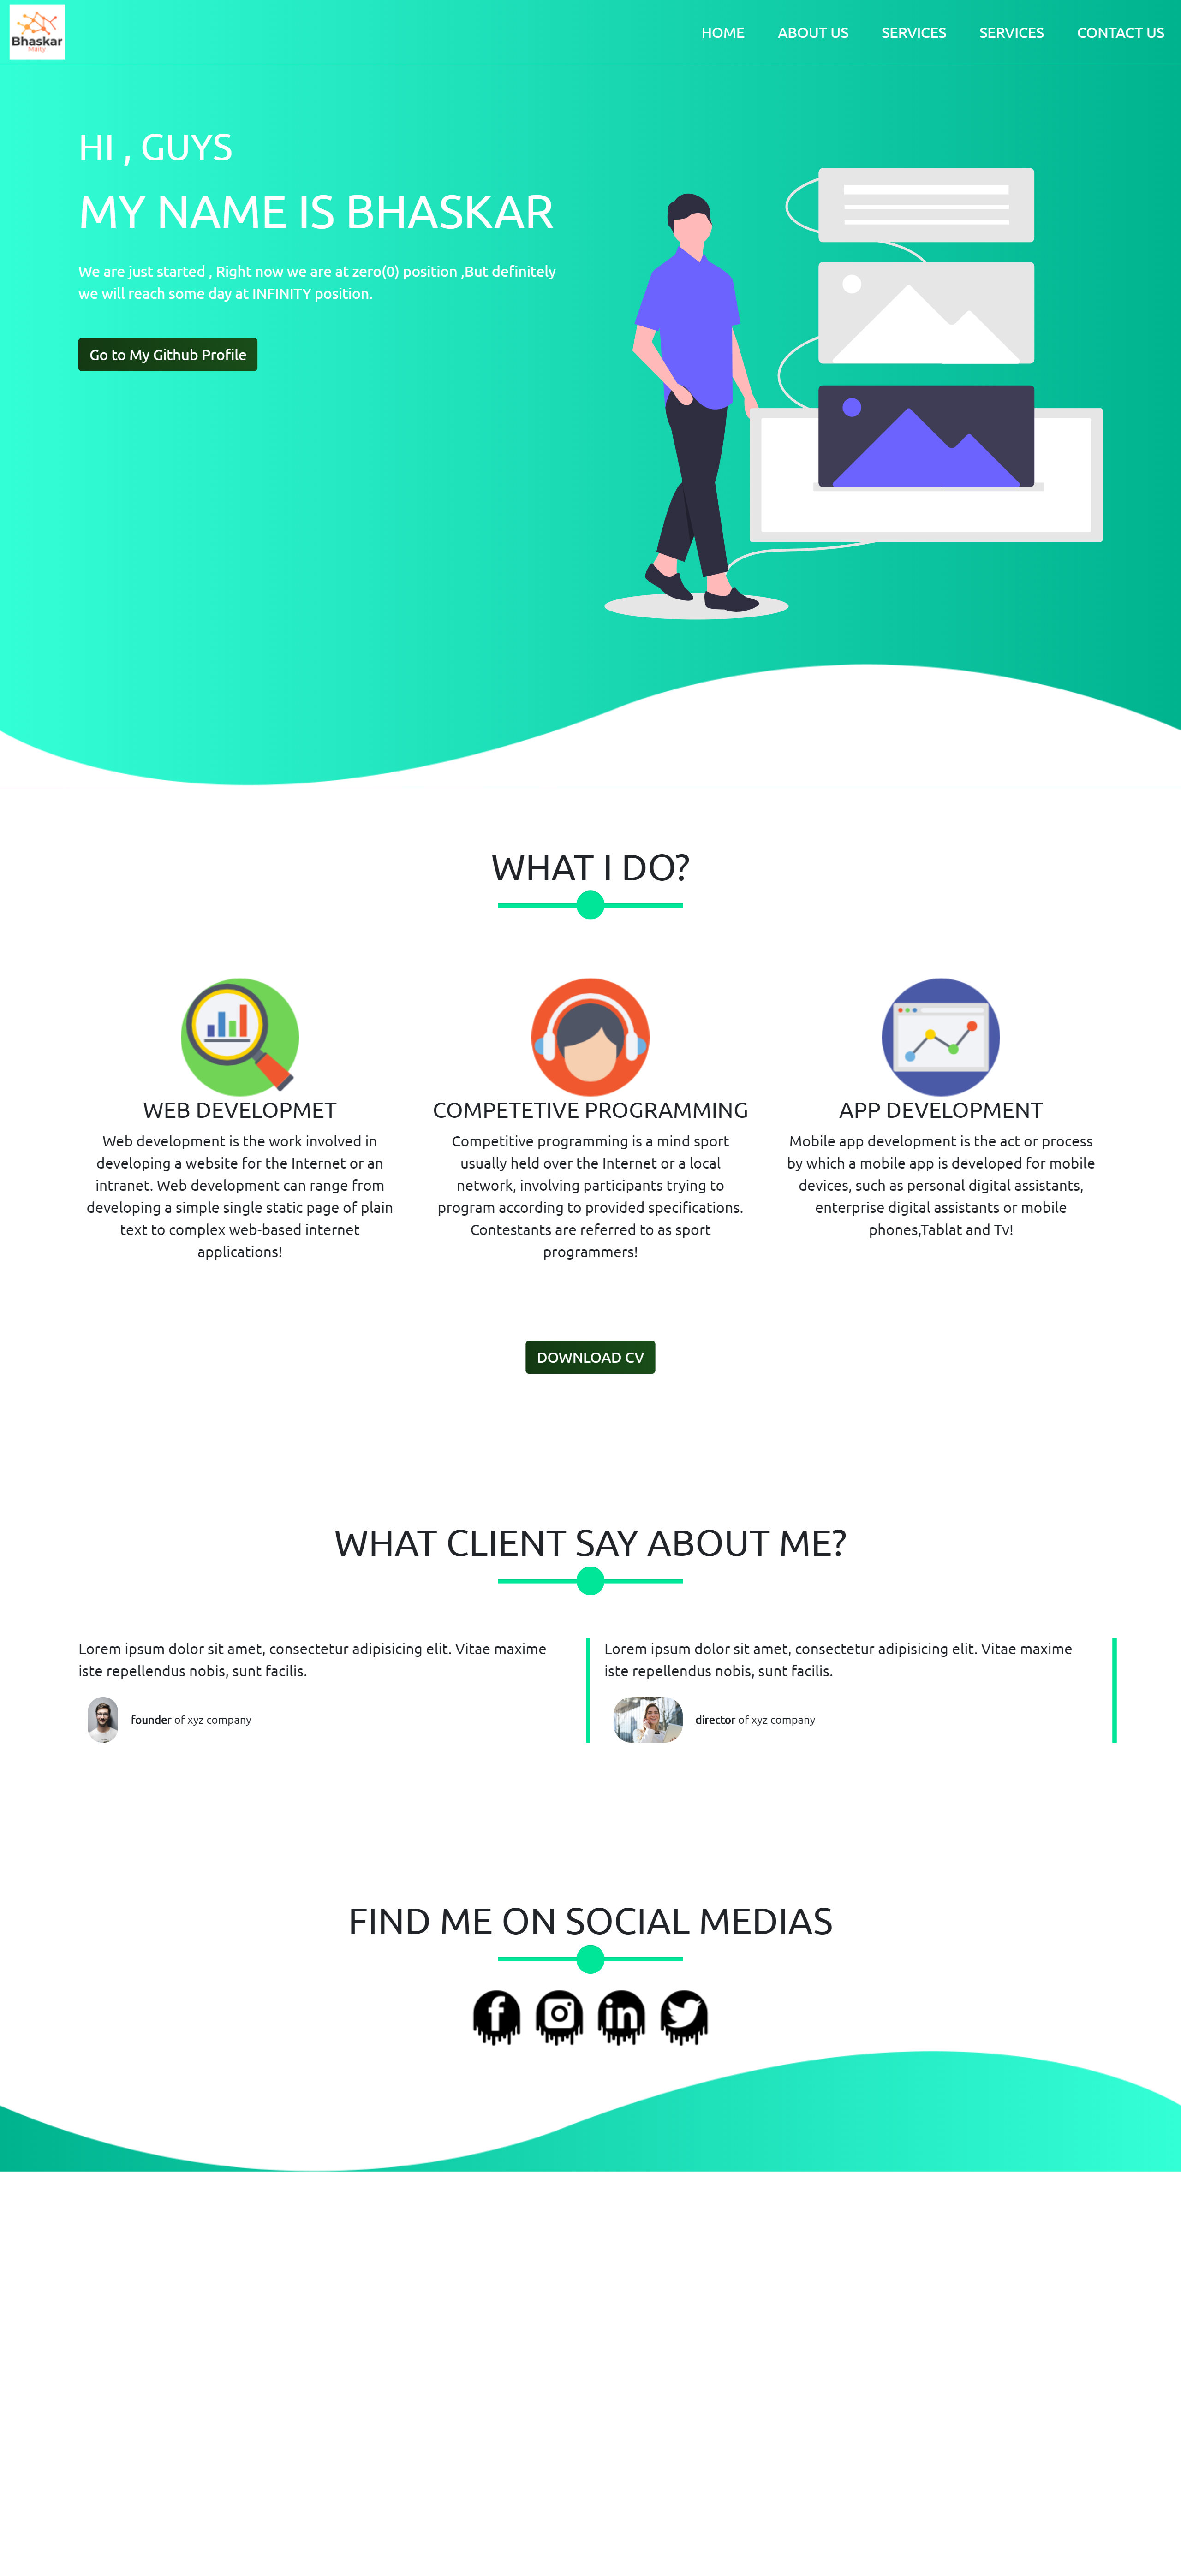 Bhaskar
Maity
HOME ABOUT US SERVICES SERVICES CONTACT US
HI , GUYS
MY NAME IS BHASKAR
We are just started , Right now we are at zero(0) position ,But definitely
we will reach some day at INFINITY position.
Go to My Github Profile
WHAT I DO?
WEB DEVELOPMET
Web development is the work involved in
developing a website for the Internet or an
intranet. Web development can range from
developing a simple single static page of plain
text to complex web-based internet
applications!
COMPETETIVE PROGRAMMING
Competitive programming is a mind sport
usually held over the Internet or a local
network, involving participants trying to
program according to provided specifications.
Contestants are referred to as sport
programmers!
APP DEVELOPMENT
Mobile app development is the act or process
by which a mobile app is developed for mobile
devices, such as personal digital assistants,
enterprise digital assistants or mobile
phones,Tablat and Tv!
DOWNLOAD CV
WHAT CLIENT SAY ABOUT ME?
Lorem ipsum dolor sit amet, consectetur adipisicing elit. Vitae maxime
iste repellendus nobis, sunt facilis.
founder of xyz company
Lorem ipsum dolor sit amet, consectetur adipisicing elit. Vitae maxime
iste repellendus nobis, sunt facilis.
director of xyz company
FIND ME ON SOCIAL MEDIAS